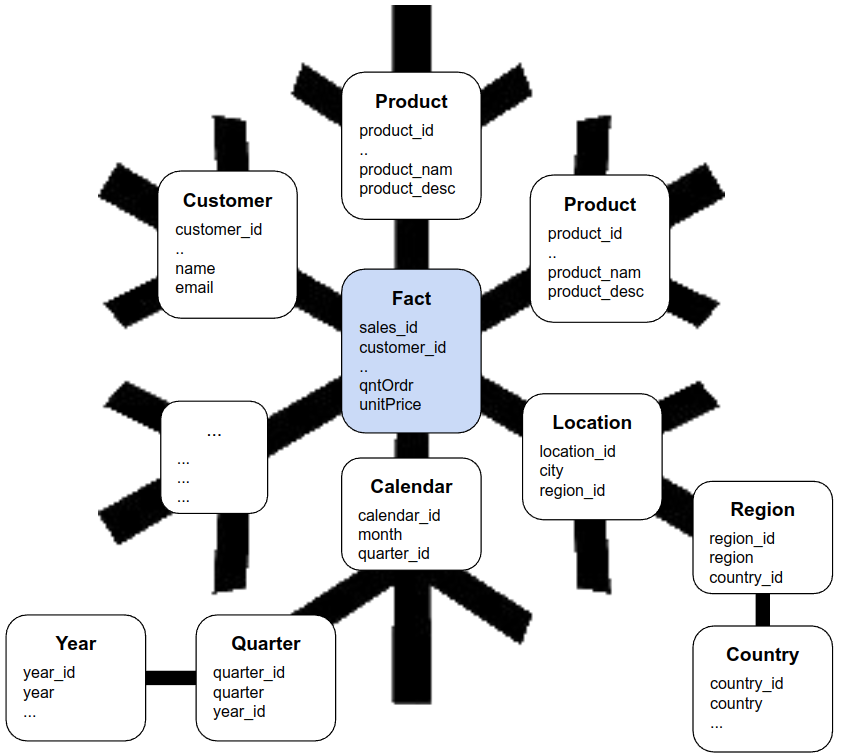 Product
product_id
..
product_nam
product_desc
Customer
customer_id
..
name
email
Product
product_id
..
product_nam
product_desc
Fact
sales_id
customer_id
..
qntOrdr
unitPrice
...
...
...
...
Calendar
calendar_id
month
quarter_id
Location
location_id
city
region_id
Region
region_id
region
country_id
Year
year_id
year
...
Quarter
quarter_id
quarter
year_id
Country
country_id
country
...